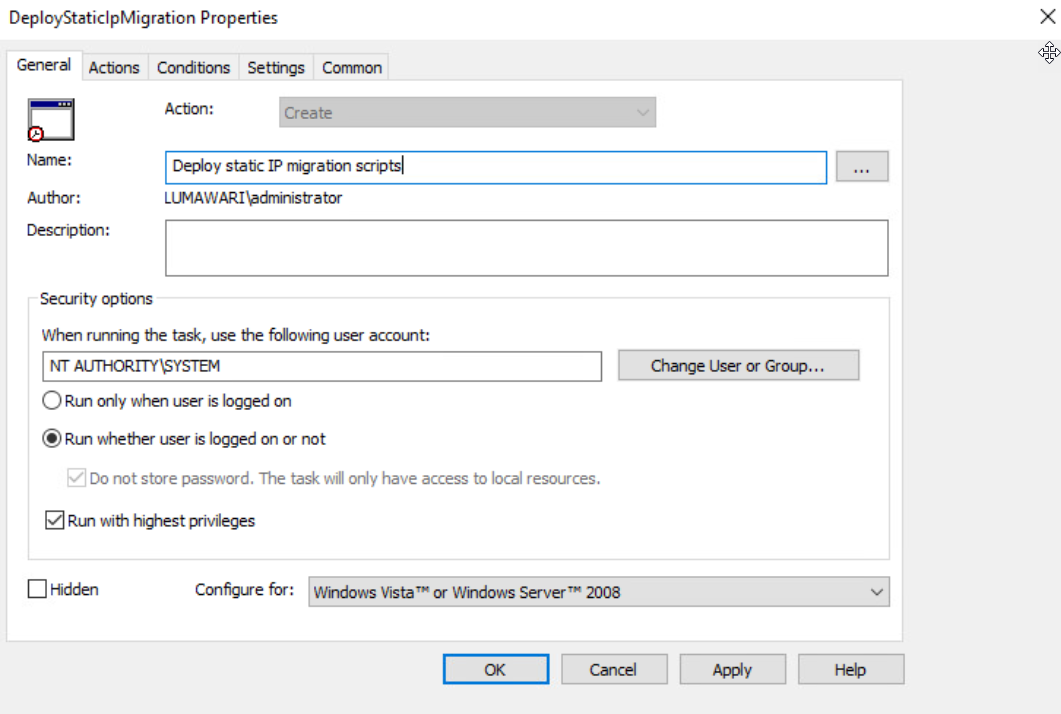 DeployStaticIpMigration Properties
General Actions Conditions Settings Common
Action: Create
Name: Deploy static IP migration scripts ...
Author: LUMAWARI\administrator
Description:
Security options
When running the task, use the following user account:
NT AUTHORITY\SYSTEM Change User or Group...
Run only when user is logged on
Run whether user is logged on or not
Do not store password. The task will only have access to local resources.
Run with highest privileges
Hidden Configure for: Windows Vista™ or Windows Server™ 2008
OK Cancel Apply Help